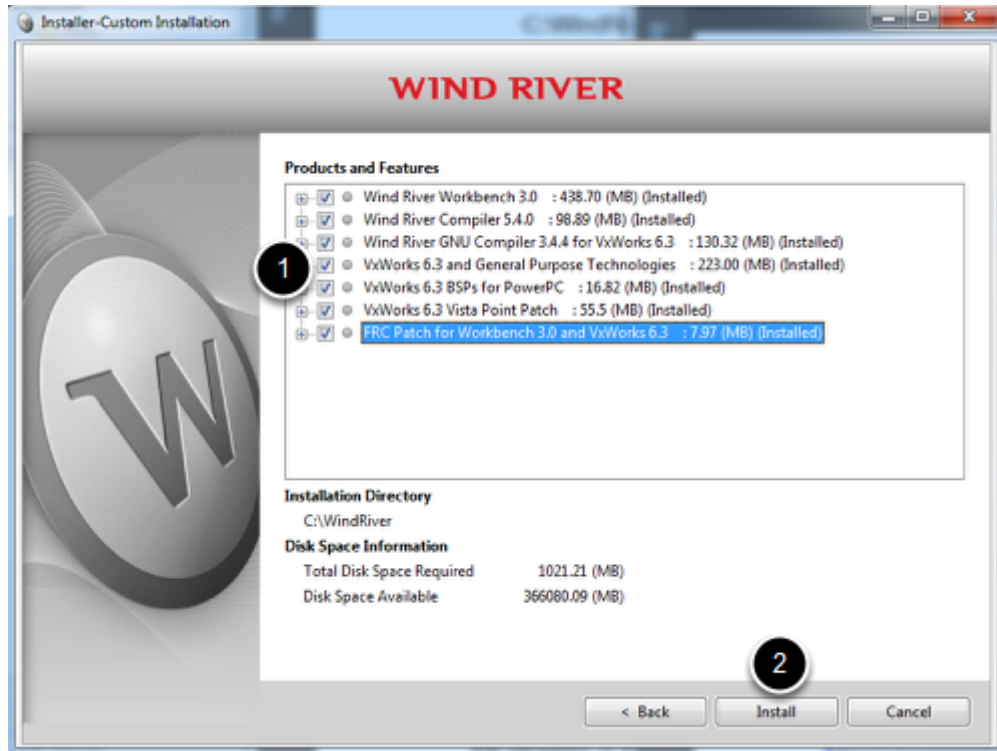 Installer-Custom Installation
WIND RIVER
Products and Features
Wind River Workbench 3.0 : 438.70 (MB) (Installed)
Wind River Compiler 5.4.0 : 98.89 (MB) (Installed)
Wind River GNU Compiler 3.4.4 for VxWorks 6.3 : 130.32 (MB) (Installed)
1
VxWorks 6.3 and General Purpose Technologies : 223.00 (MB) (Installed)
VxWorks 6.3 BSPs for PowerPC : 16.82 (MB) (Installed)
VxWorks 6.3 Vista Point Patch : 55.5 (MB) (Installed)
FRC Patch for Workbench 3.0 and VxWorks 6.3 : 7.97 (MB) (Installed)
W
Installation Directory
C:\WindRiver
Disk Space Information
Total Disk Space Required 1021.21 (MB)
Disk Space Available 366080.09 (MB)
2
< Back Install Cancel